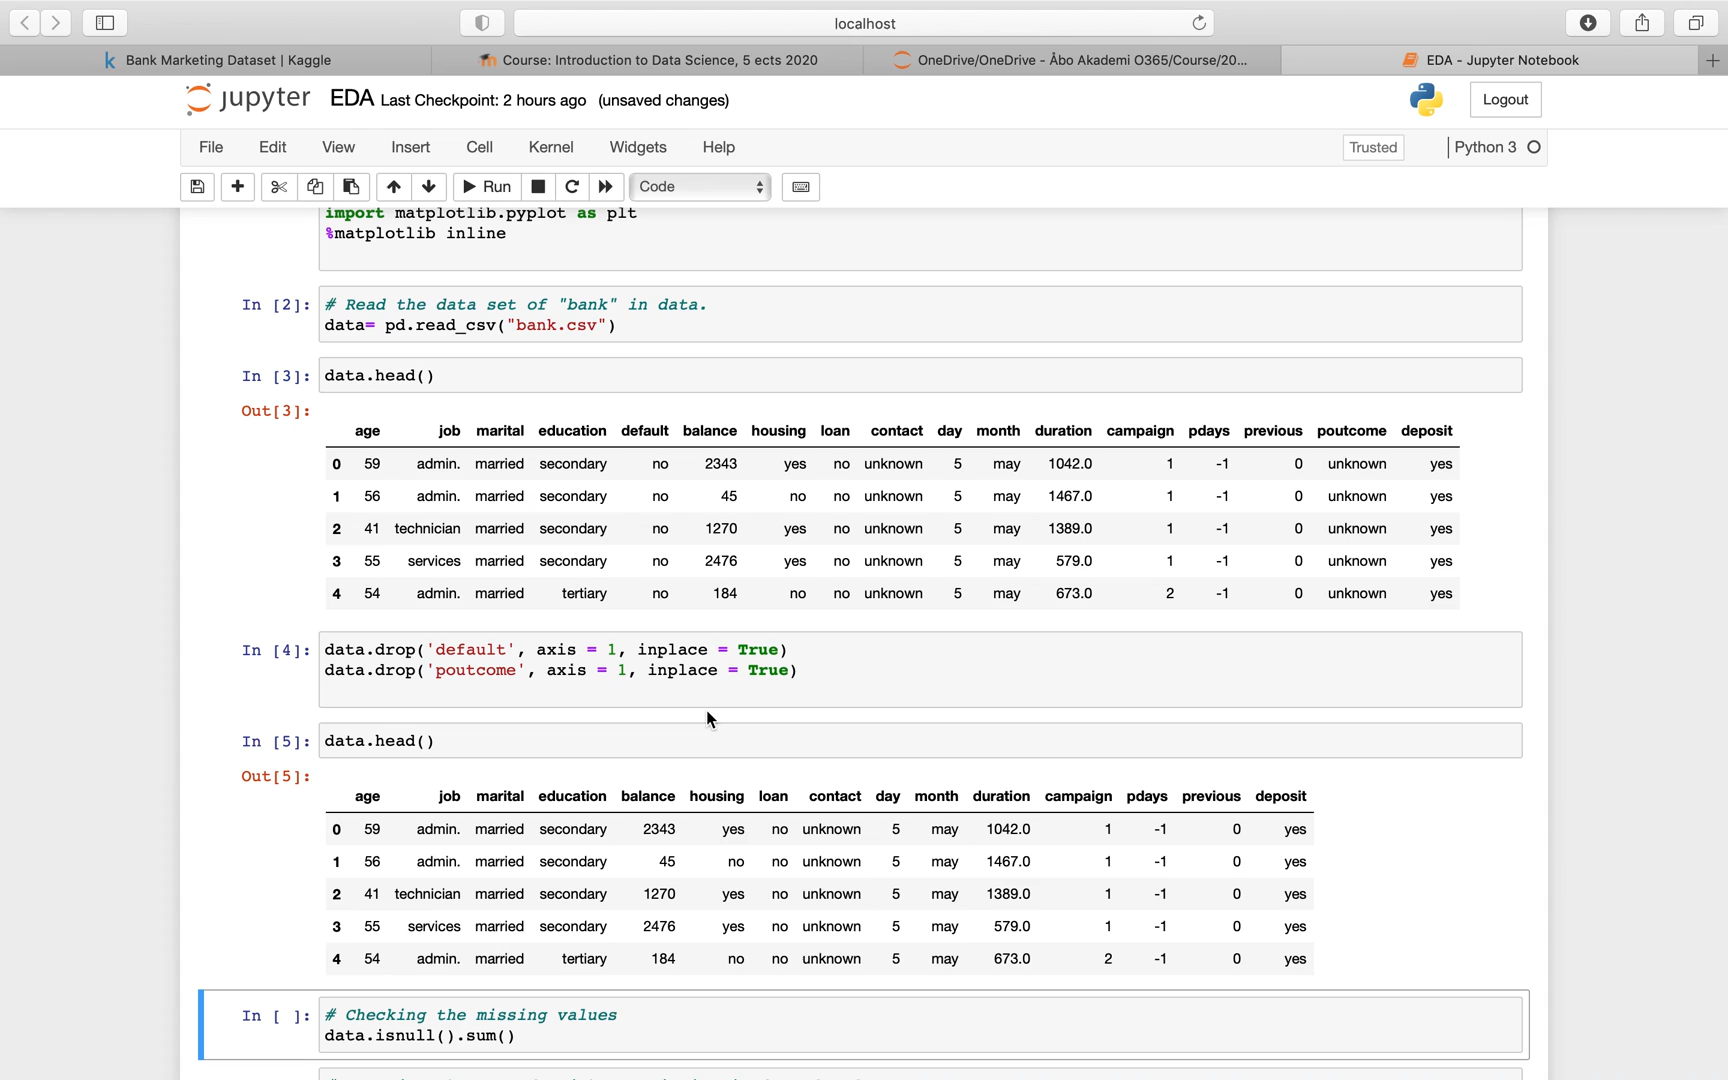 localhost
Bank Marketing Dataset | Kaggle
Course: Introduction to Data Science, 5 ects 2020
OneDrive/OneDrive - Åbo Akademi O365/Course/20...
EDA - Jupyter Notebook
jupyter EDA Last Checkpoint: 2 hours ago (unsaved changes)
Logout
File Edit View Insert Cell Kernel Widgets Help
Trusted
Python 3
Run
Code
import matplotlib.pyplot as plt
%matplotlib inline
In [2]: # Read the data set of "bank" in data.
data= pd.read_csv("bank.csv")
In [3]: data.head()
Out[3]:
age job marital education default balance housing loan contact day month duration campaign pdays previous poutcome deposit
0 59 admin. married secondary no 2343 yes no unknown 5 may 1042.0 1 -1 0 unknown yes
1 56 admin. married secondary no 45 no no unknown 5 may 1467.0 1 -1 0 unknown yes
2 41 technician married secondary no 1270 yes no unknown 5 may 1389.0 1 -1 0 unknown yes
3 55 services married secondary no 2476 yes no unknown 5 may 579.0 1 -1 0 unknown yes
4 54 admin. married tertiary no 184 no no unknown 5 may 673.0 2 -1 0 unknown yes
In [4]: data.drop('default', axis = 1, inplace = True)
data.drop('poutcome', axis = 1, inplace = True)
In [5]: data.head()
Out[5]:
age job marital education balance housing loan contact day month duration campaign pdays previous deposit
0 59 admin. married secondary 2343 yes no unknown 5 may 1042.0 1 -1 0 yes
1 56 admin. married secondary 45 no no unknown 5 may 1467.0 1 -1 0 yes
2 41 technician married secondary 1270 yes no unknown 5 may 1389.0 1 -1 0 yes
3 55 services married secondary 2476 yes no unknown 5 may 579.0 1 -1 0 yes
4 54 admin. married tertiary 184 no no unknown 5 may 673.0 2 -1 0 yes
In [ ]: # Checking the missing values
data.isnull().sum()